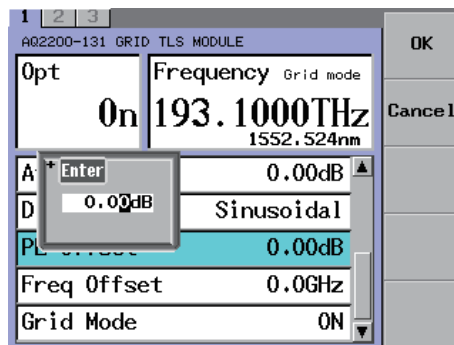 1 2 3
AQ2200-131 GRID TLS MODULE
OK
Opt
Frequency Grid mode
On
193.1000THz
1552.524nm
Cancel
+ Enter
0.00dB
0.00dB
Sinusoidal
Offset
0.00dB
Freq Offset
0.0GHz
Grid Mode
ON